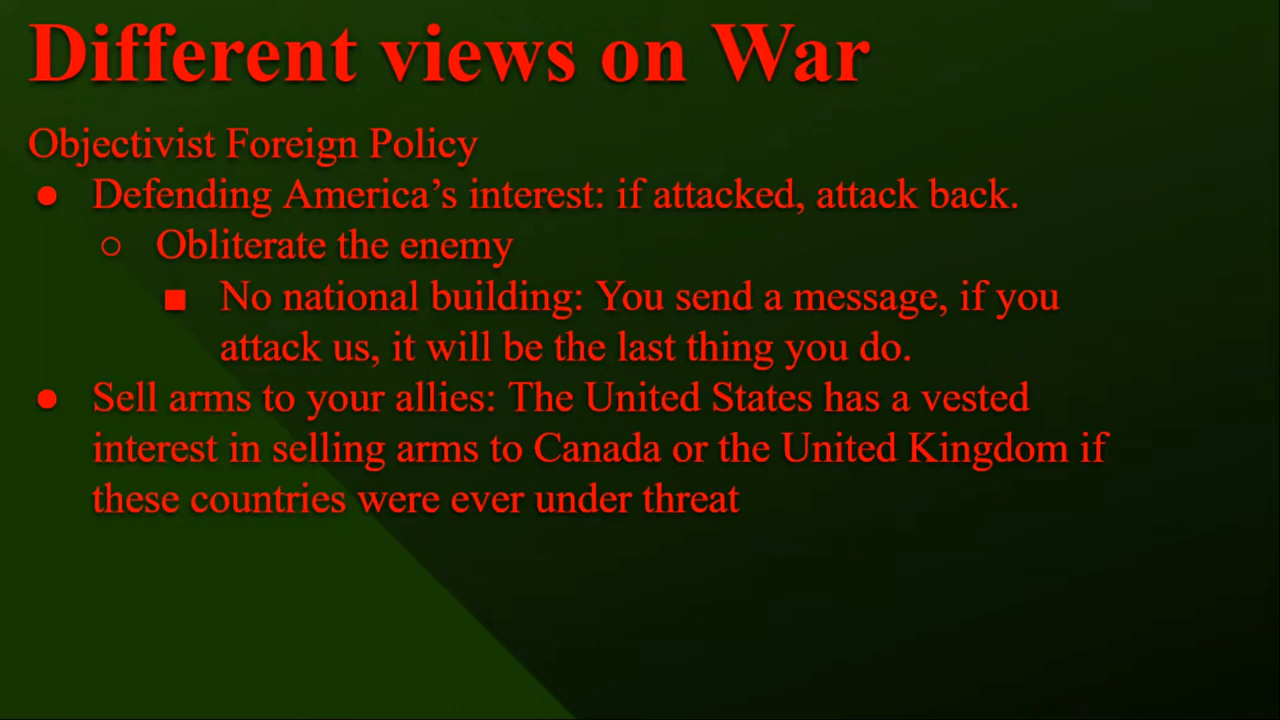 Different views on War
Objectivist Foreign Policy
● Defending America’s interest: if attacked, attack back.
○ Obliterate the enemy
■ No national building: You send a message, if you
attack us, it will be the last thing you do.
● Sell arms to your allies: The United States has a vested
interest in selling arms to Canada or the United Kingdom if
these countries were ever under threat